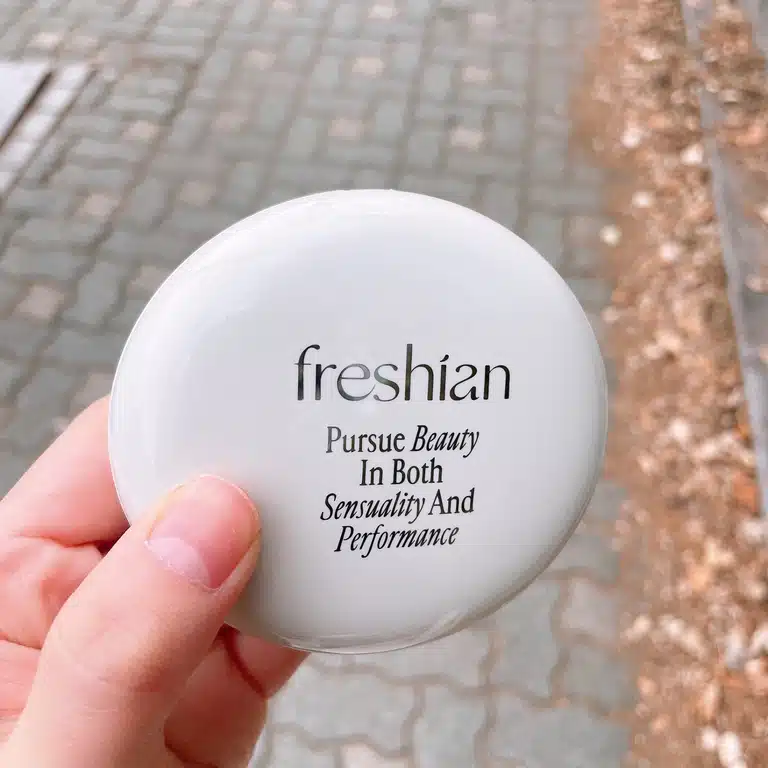 freshian
Pursue Beauty
In Both
Sensuality And
Performance